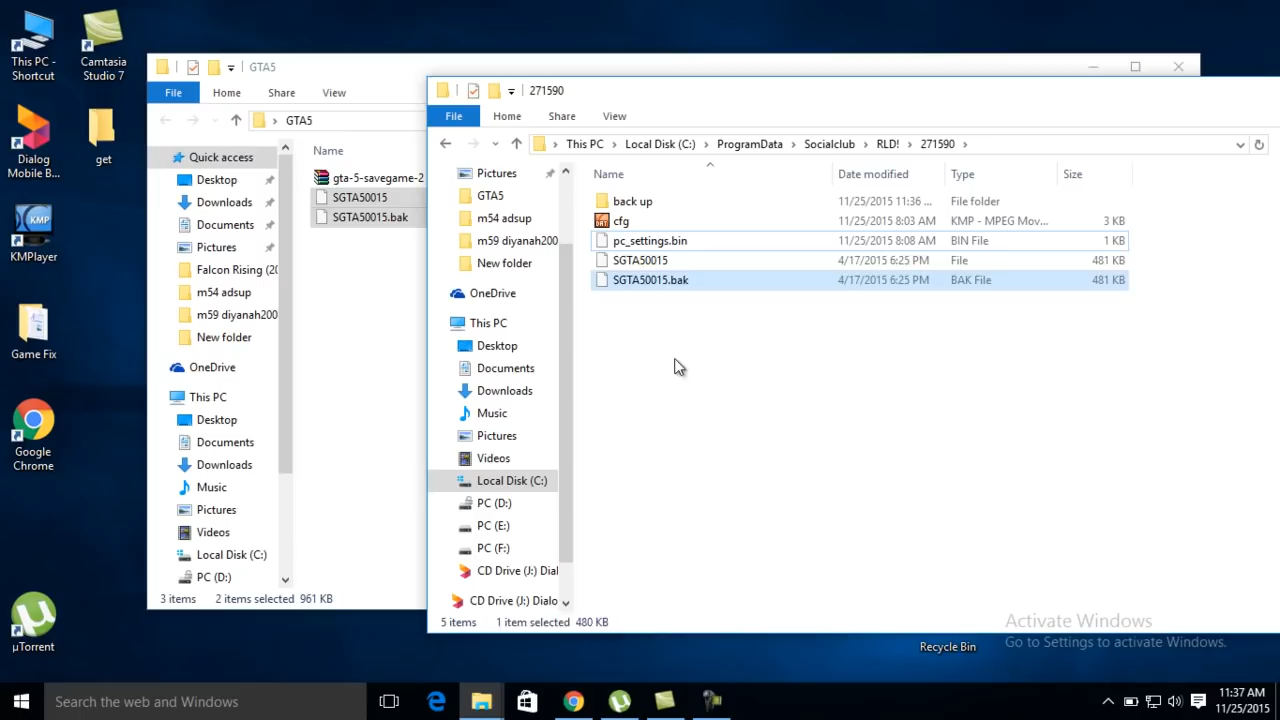 This PC -
Shortcut
Camtasia
Studio 7
Dialog
Mobile B...
get
KMP
KMPlayer
Game Fix
Google
Chrome
µTorrent
GTA5
File Home Share View
GTA5
Quick access
Desktop
Downloads
Documents
Pictures
Falcon Rising (20
m54 adsup
m59 diyanah200
New folder
OneDrive
This PC
Desktop
Documents
Downloads
Music
Pictures
Videos
Local Disk (C:)
PC (D:)
Name
gta-5-savegame-2
SGTA50015
SGTA50015.bak
3 items 2 items selected 961 KB
271590
File Home Share View
This PC Local Disk (C:) ProgramData Socialclub RLD! 271590
Pictures
GTA5
m54 adsup
m59 diyanah200
New folder
OneDrive
This PC
Desktop
Documents
Downloads
Music
Pictures
Videos
Local Disk (C:)
PC (D:)
PC (E:)
PC (F:)
CD Drive (J:) Dial
CD Drive (J:) Dialo
Name Date modified Type Size
back up 11/25/2015 11:36 ... File folder
cfg 11/25/2015 8:03 AM KMP - MPEG Mov... 3 KB
pc_settings.bin 11/25/2015 8:08 AM BIN File 1 KB
SGTA50015 4/17/2015 6:25 PM File 481 KB
SGTA50015.bak 4/17/2015 6:25 PM BAK File 481 KB
5 items 1 item selected 480 KB
Activate Windows
Go to Settings to activate Windows.
Recycle Bin
Search the web and Windows
11:37 AM
11/25/2015